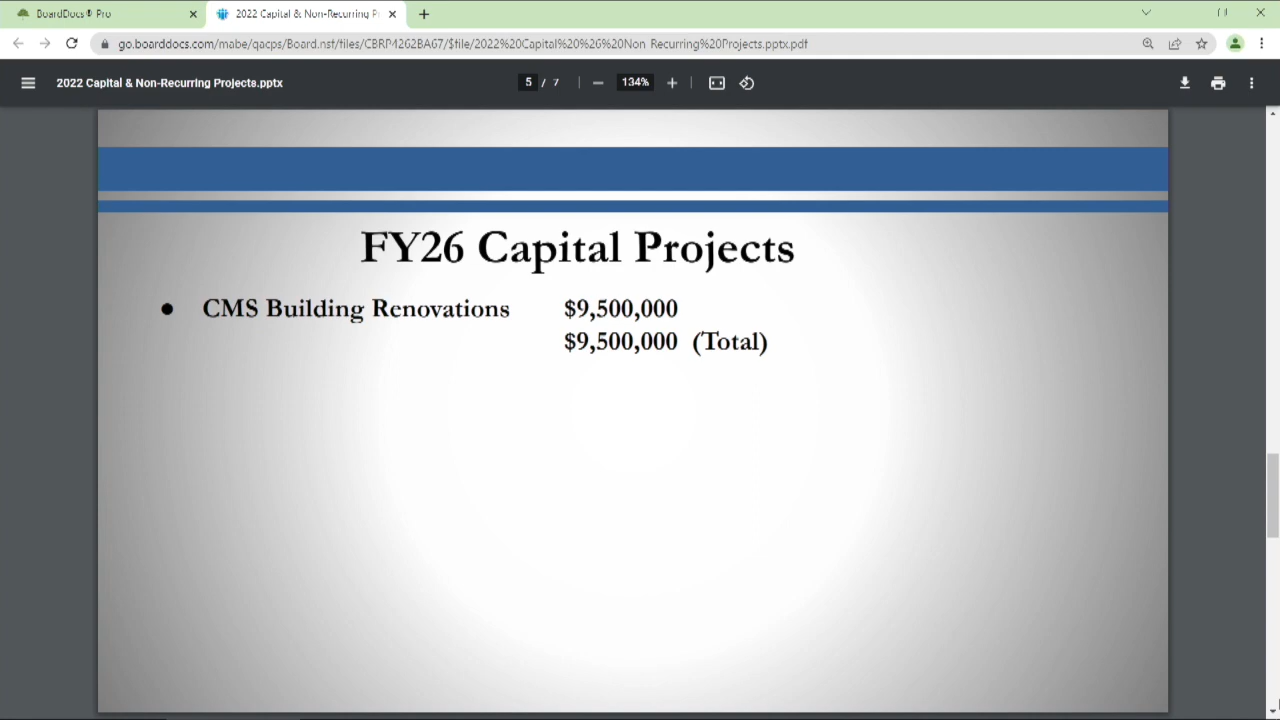 BoardDocs® Pro
2022 Capital & Non-Recurring P
go.boarddocs.com/mabe/qacps/Board.nsf/files/CBRP4262BA67/$file/2022%20Capital%20%26%20Non Recurring%20Projects.pptx.pdf
2022 Capital & Non-Recurring Projects.pptx
5 / 7
134%
FY26 Capital Projects
● CMS Building Renovations $9,500,000
$9,500,000 (Total)